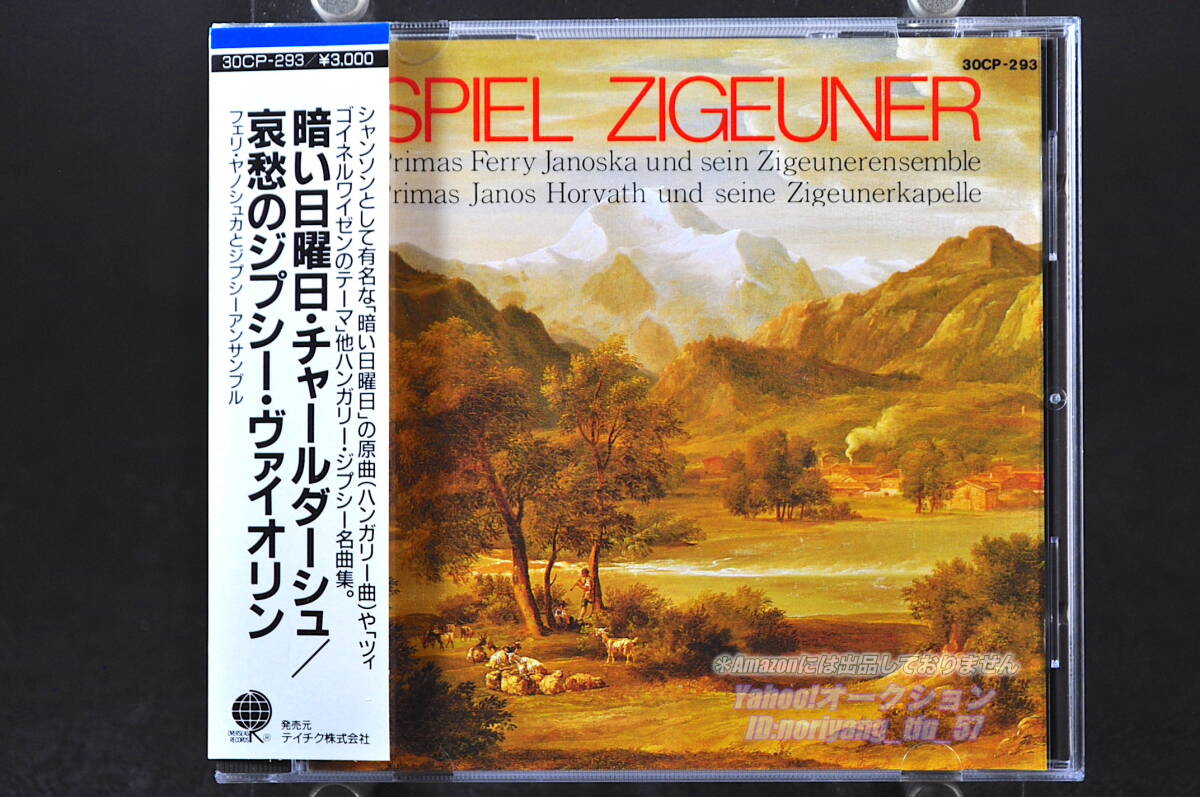 30CP-293/¥3,000
シャンソンとして有名な「暗い日曜日」の原曲(ハンガリー曲)や「ツィ
ゴイネルワイゼンのテーマ」他ハンガリー・ジプシー名曲集。
暗い日曜日・チャールダーシュ/
哀愁のジプシー・ヴァイオリン
フェリ・ヤノシュカとジプシーアンサンブル
OVERSEAS
RECORDS
®
発売元
テイチク株式会社
30CP-293
SPIEL ZIGEUNER
Primas Ferry Janoska und sein Zigeunerensemble
Primas Janos Horvath und seine Zigeunerkapelle
※Amazonには出品しておりません
Yahoo!オークション
ID:noriyang_tig_67